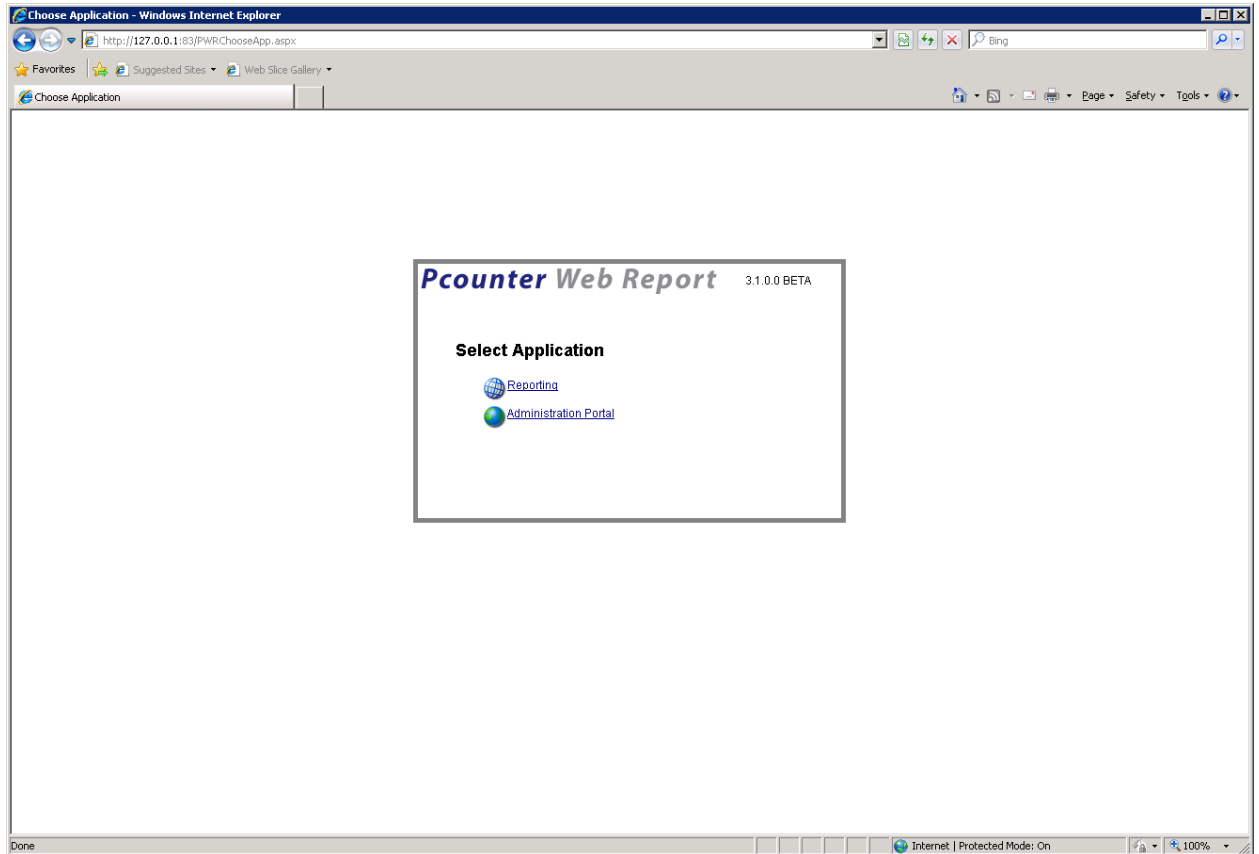 Choose Application - Windows Internet Explorer
http://127.0.0.1:83/PWRChooseApp.aspx
Bing
Favorites Suggested Sites Web Slice Gallery
Choose Application
Page Safety Tools
Pcounter Web Report 3.1.0.0 BETA
Select Application
Reporting
Administration Portal
Done
Internet | Protected Mode: On
100%